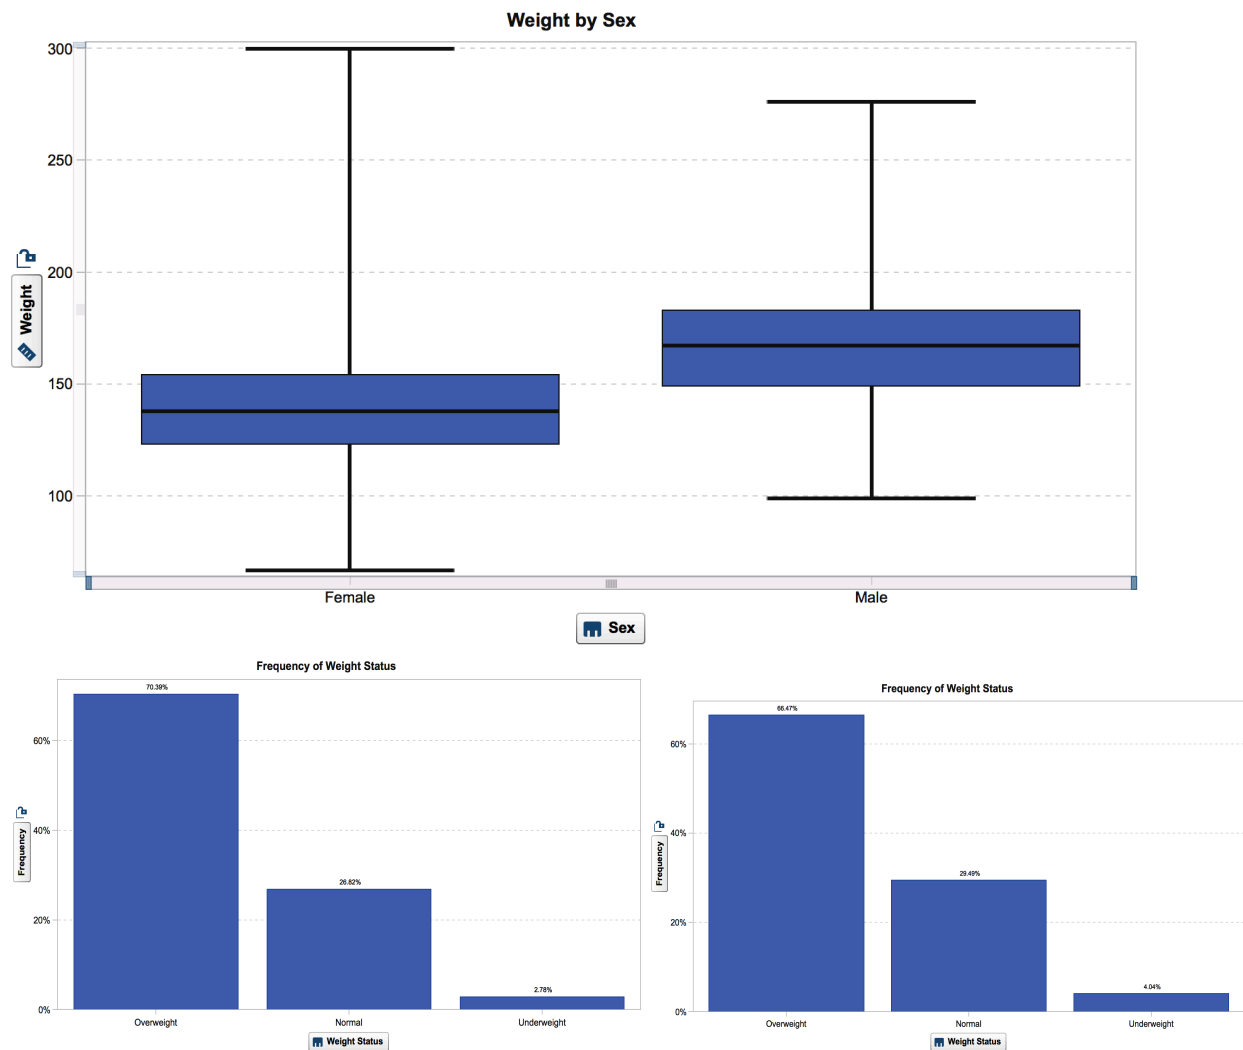 Weight by Sex
300
250
200
150
100
Weight
Female Male
Sex
Frequency of Weight Status
70.39%
60%
40%
20%
0%
26.82%
2.78%
Frequency
Overweight Normal Underweight
Weight Status
Frequency of Weight Status
66.47%
60%
40%
20%
0%
29.49%
4.04%
Frequency
Overweight Normal Underweight
Weight Status